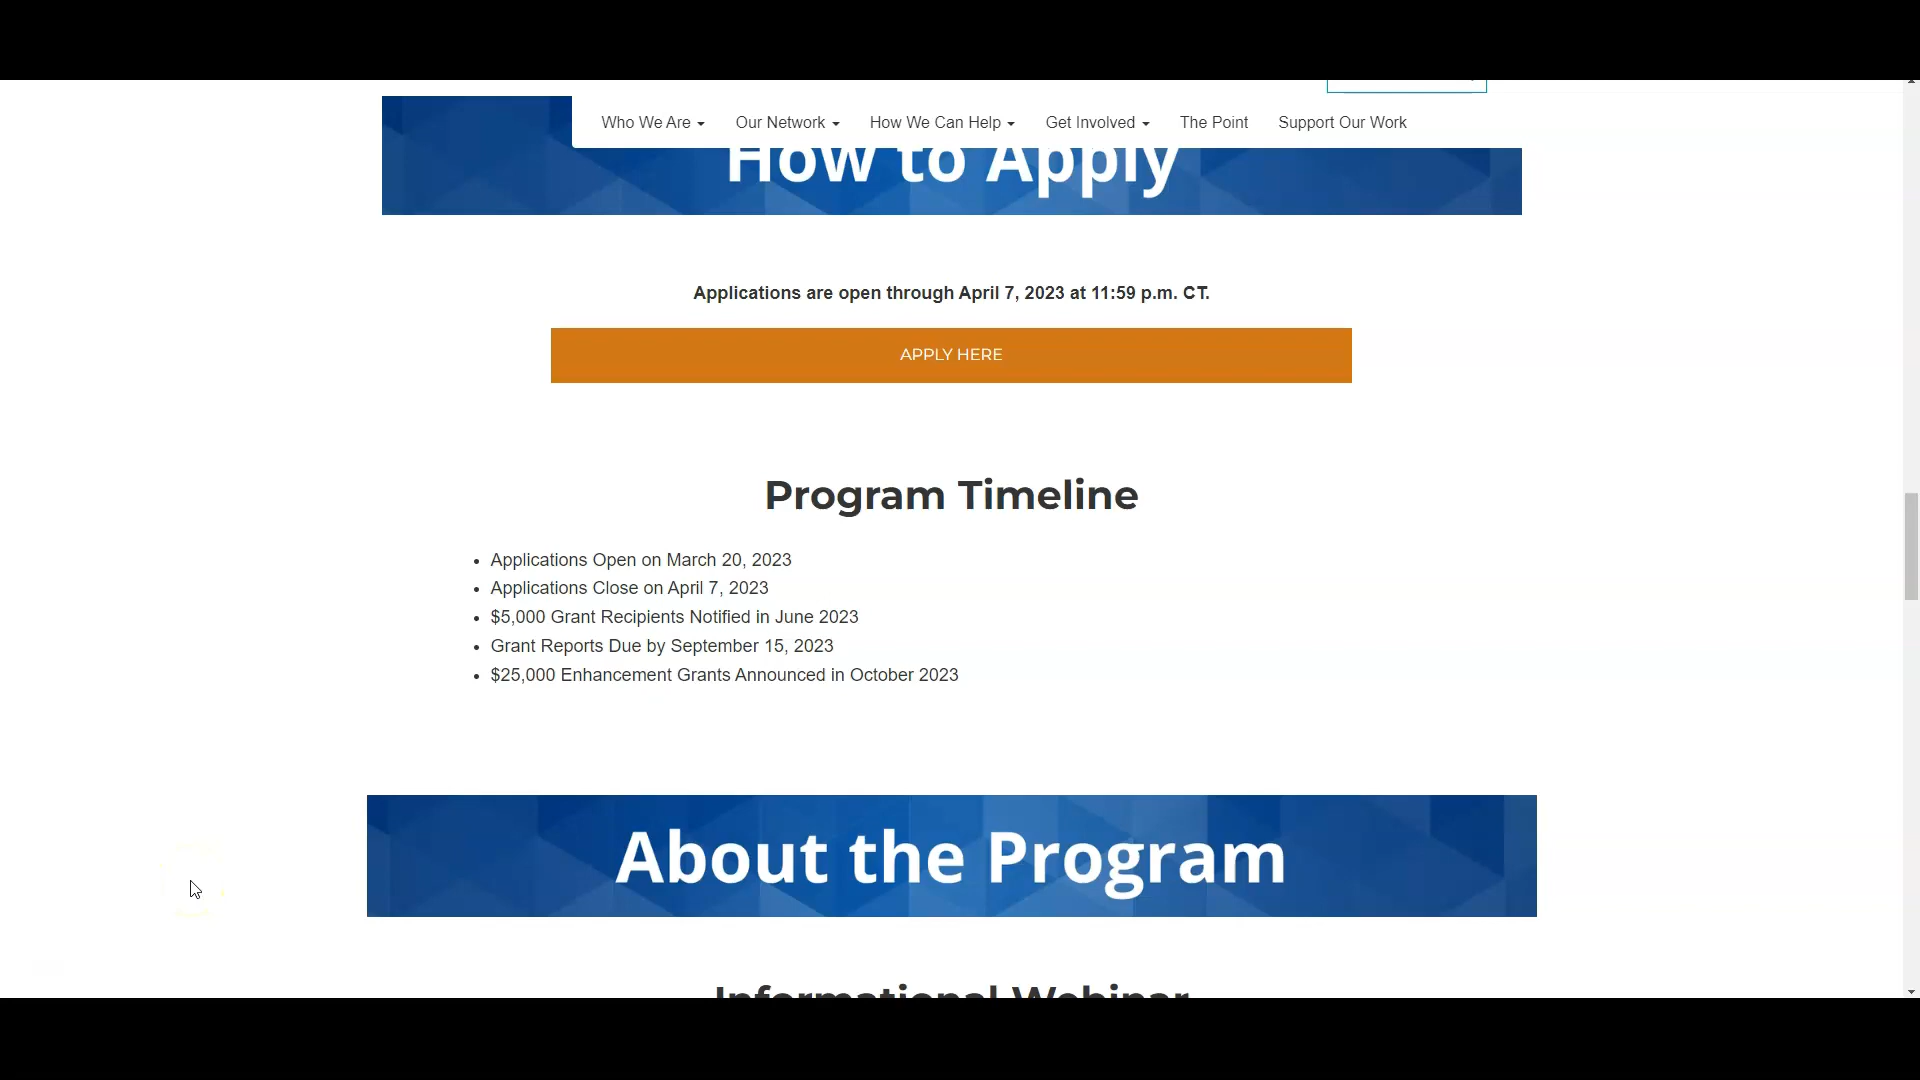 Who We Are
Our Network
How We Can Help
Get Involved
The Point
Support Our Work
How to Apply
Applications are open through April 7, 2023 at 11:59 p.m. CT.
APPLY HERE
Program Timeline
Applications Open on March 20, 2023
Applications Close on April 7, 2023
$5,000 Grant Recipients Notified in June 2023
Grant Reports Due by September 15, 2023
$25,000 Enhancement Grants Announced in October 2023
About the Program
Informational Webinar